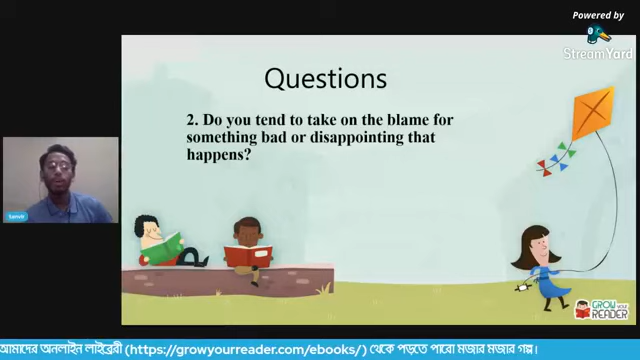 Powered by
StreamYard
Questions
2. Do you tend to take on the blame for
something bad or disappointing that
happens?
Tanvir
GROW YOUR
READER
আমাদের অনলাইন লাইব্রেরী (https://growyourreader.com/ebooks/) থেকে পড়তে পারো মজার মজার গল্প।